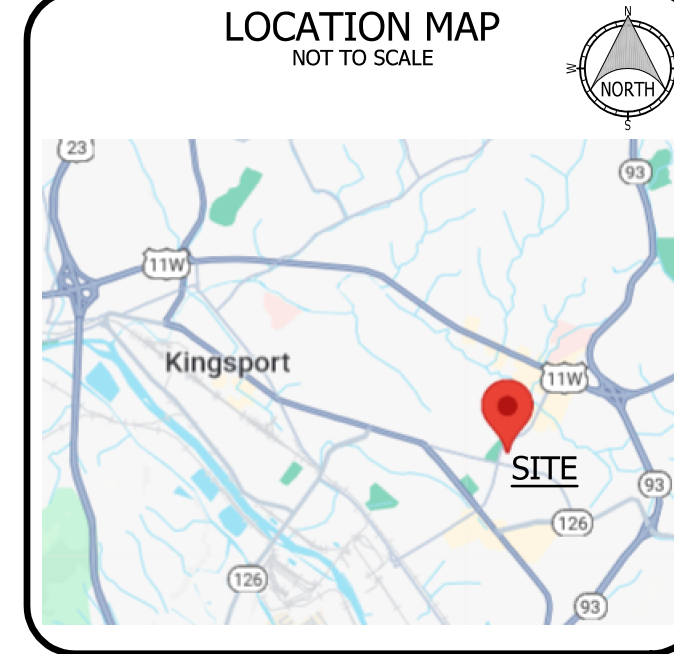 LOCATION MAP
NOT TO SCALE
N
W
NORTH
S
23
93
11W
Kingsport
11W
SITE
93
126
126
93